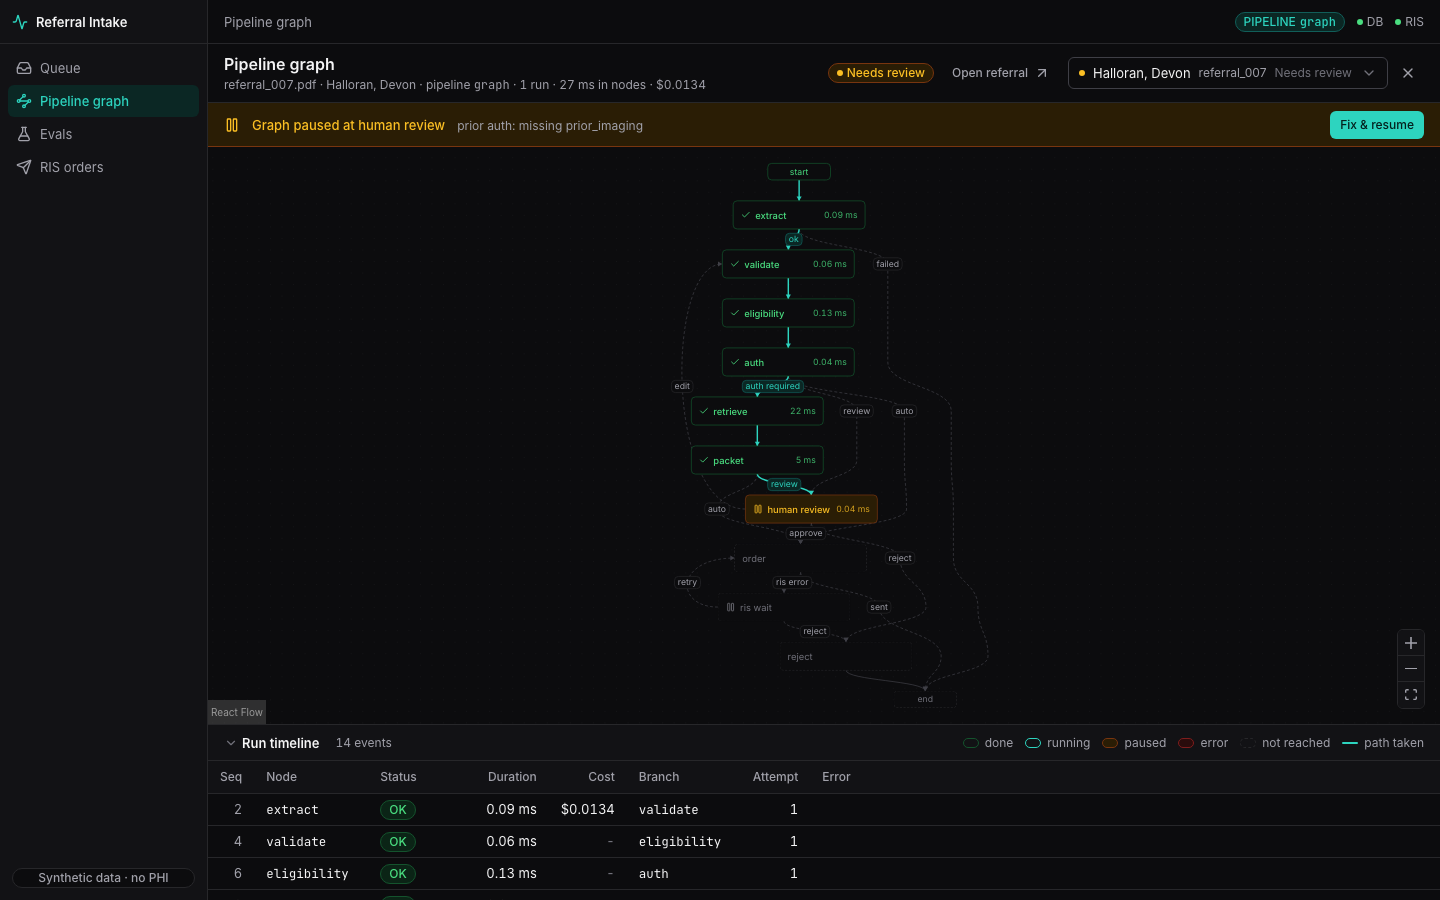 Referral Intake
Pipeline graph
PIPELINE graph
DB
RIS
Queue
Pipeline graph
Evals
RIS orders
Synthetic data · no PHI
Pipeline graph
referral_007.pdf · Halloran, Devon · pipeline graph · 1 run · 27 ms in nodes · $0.0134
Needs review
Open referral
Halloran, Devon referral_007 Needs review
Graph paused at human review prior auth: missing prior_imaging
Fix & resume
start
extract 0.09 ms
ok
validate 0.06 ms
failed
eligibility 0.13 ms
auth 0.04 ms
edit
auth required
retrieve 22 ms
review
auto
packet 5 ms
review
auto
human review 0.04 ms
approve
order
reject
retry
ris error
ris wait
sent
reject
reject
end
React Flow
Run timeline 14 events
done running paused error not reached path taken
Seq Node Status Duration Cost Branch Attempt Error
2 extract OK 0.09 ms $0.0134 validate 1
4 validate OK 0.06 ms - eligibility 1
6 eligibility OK 0.13 ms - auth 1